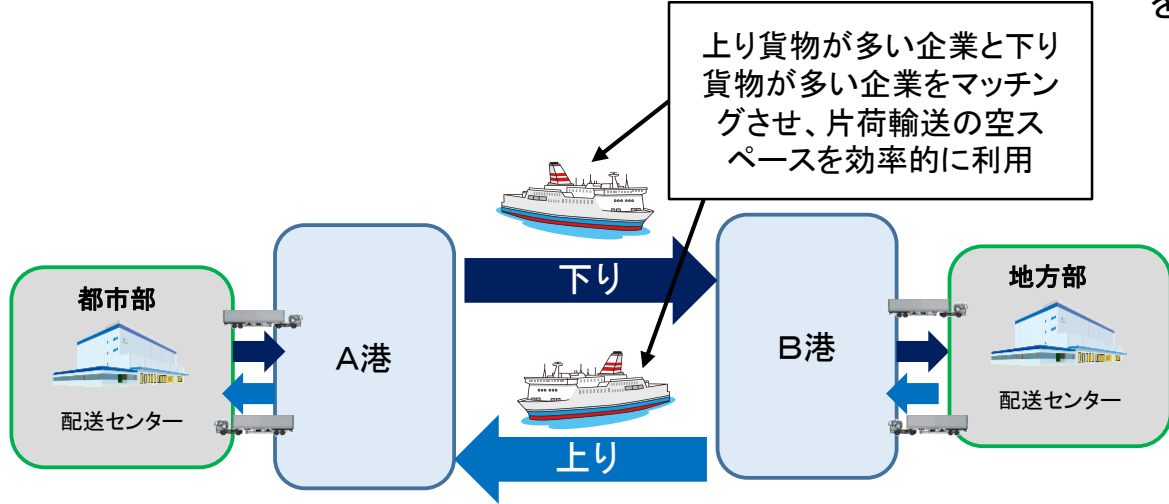 を
上り貨物が多い企業と下り
貨物が多い企業をマッチン
グさせ、片荷輸送の空ス
ペースを効率的に利用
下り
都市部
地方部
A港
B港
配送センター
配送センター
上り